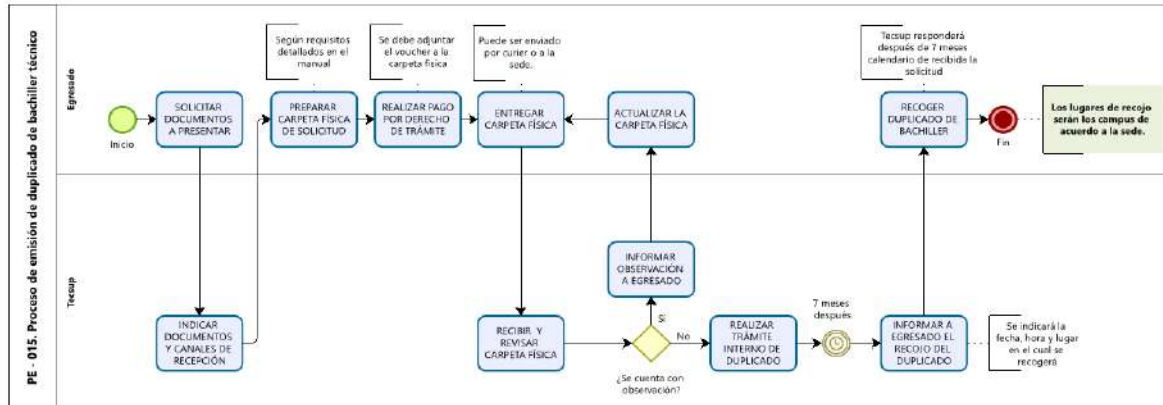 PE - 015. Proceso de emisión de duplicado de bachiller técnico
Egresado
Según requisitos
detallados en el
manual
Se debe adjuntar
el voucher a la
carpeta física
Puede ser enviado
por curier o a la
sede.
Tecsup responderá
después de 7 meses
calendario de recibida la
solicitud
Inicio
SOLICITAR
DOCUMENTOS
A PRESENTAR
PREPARAR
CARPETA FÍSICA
DE SOLICITUD
REALIZAR PAGO
POR DERECHO
DE TRÁMITE
ENTREGAR
CARPETA FÍSICA
ACTUALIZAR LA
CARPETA FÍSICA
RECOGER
DUPLICADO DE
BACHILLER
Fin
Los lugares de recojo
serán los campus de
acuerdo a la sede.
Tecsup
INFORMAR
OBSERVACIÓN
A EGRESADO
INDICAR
DOCUMENTOS
Y CANALES DE
RECEPCIÓN
RECIBIR Y
REVISAR
CARPETA FÍSICA
Sí
No
¿Se cuenta con
observación?
REALIZAR
TRÁMITE
INTERNO DE
DUPLICADO
7 meses
después
INFORMAR A
EGRESADO EL
RECOJO DEL
DUPLICADO
Se indicará la
fecha, hora y lugar
en el cual se
recogerá